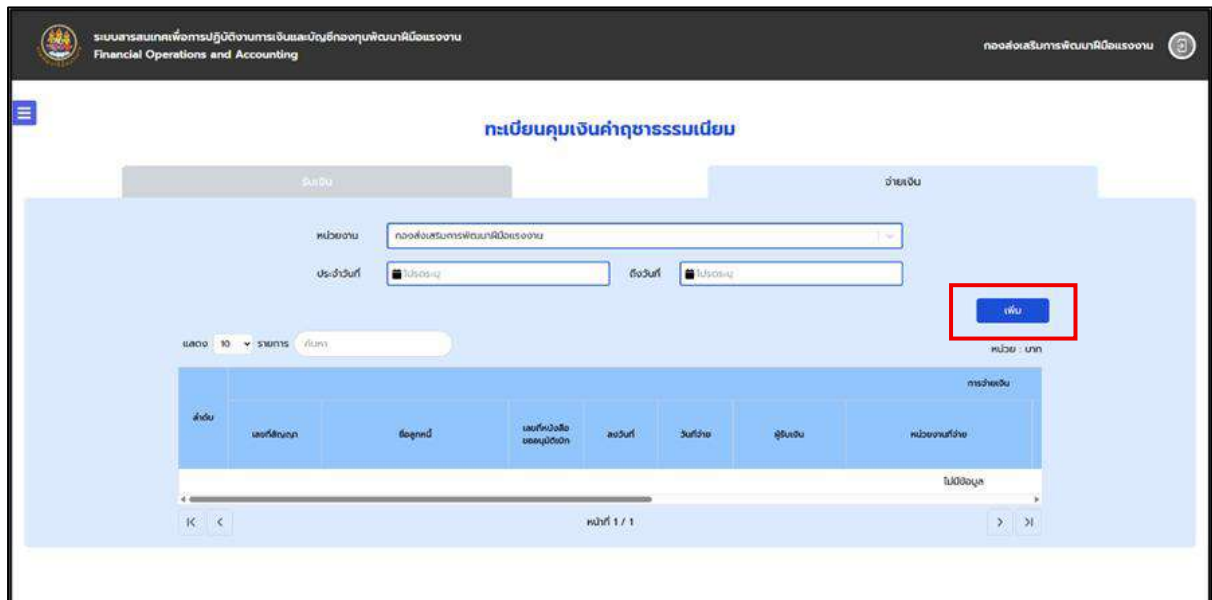 ระบบสารสนเทศเพื่อการปฏิบัติงานการเงินและบัญชีกองทุนพัฒนาฝีมือแรงงาน
Financial Operations and Accounting
กองส่งเสริมการพัฒนาฝีมือแรงงาน
ทะเบียนคุมเงินค่าฤชาธรรมเนียม
รับเงิน
จ่ายเงิน
หน่วยงาน กองส่งเสริมการพัฒนาฝีมือแรงงาน
ประจำวันที่ โปรดระบุ ถึงวันที่ โปรดระบุ
เพิ่ม
แสดง 10 รายการ ค้นหา
หน่วย : บาท
การจ่ายเงิน
ลำดับ เลขที่สัญญา ชื่อลูกหนี้ เลขที่หนังสือ ลงวันที่ วันที่จ่าย ผู้รับเงิน หน่วยงานที่จ่าย
ขออนุมัติเบิก
ไม่มีข้อมูล
หน้าที่ 1 / 1